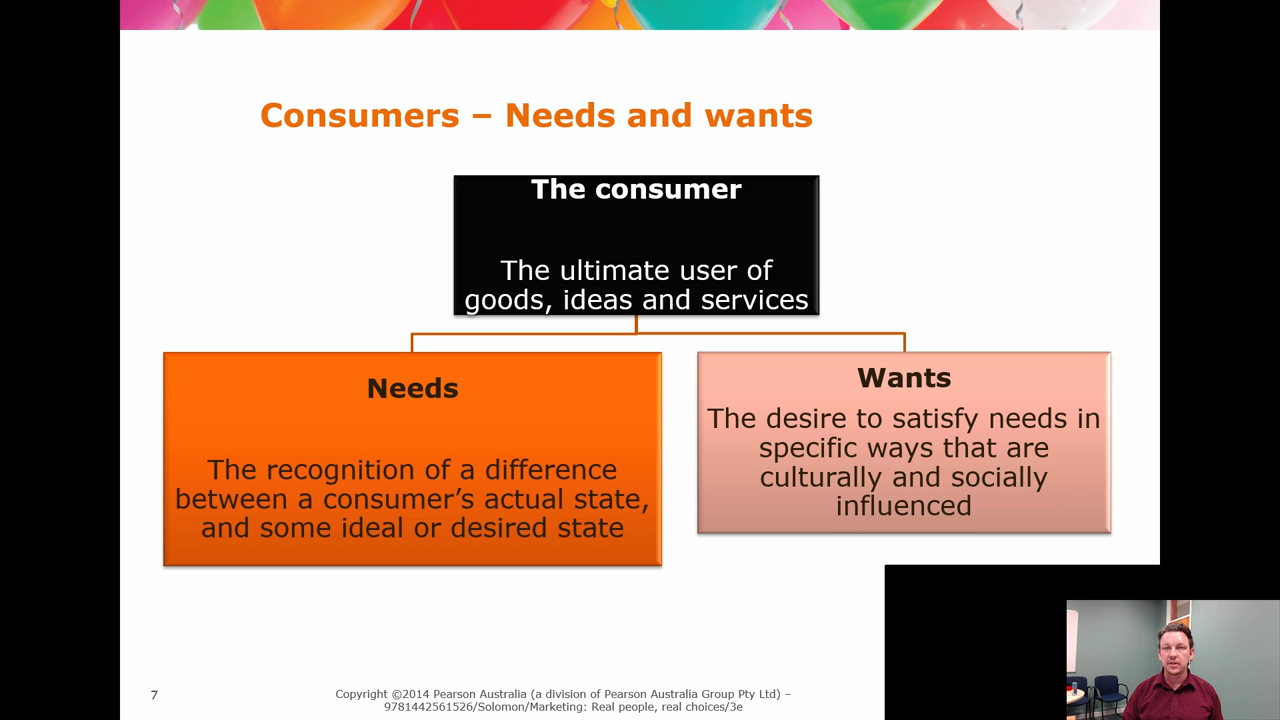 Consumers – Needs and wants
The consumer
The ultimate user of
goods, ideas and services
Needs
The recognition of a difference
between a consumer’s actual state,
and some ideal or desired state
Wants
The desire to satisfy needs in
specific ways that are
culturally and socially
influenced
7
Copyright ©2014 Pearson Australia (a division of Pearson Australia Group Pty Ltd) –
9781442561526/Solomon/Marketing: Real people, real choices/3e